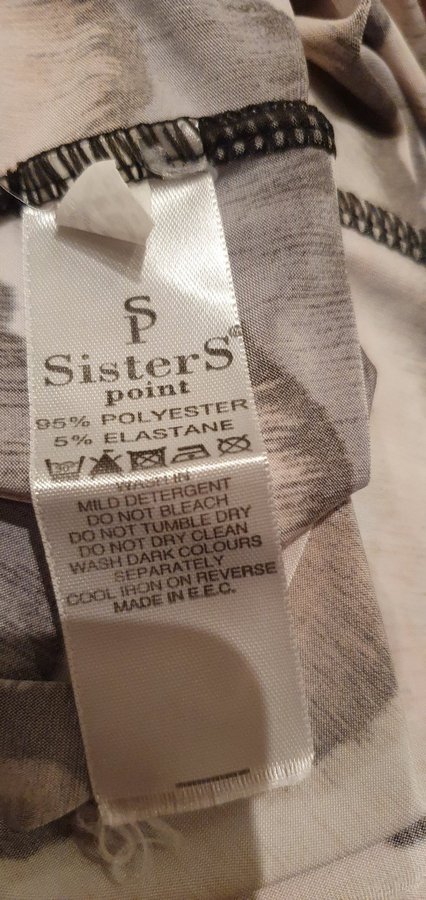 SP
SisterS®
point
95% POLYESTER
5% ELASTANE
WASH IN
MILD DETERGENT
DO NOT BLEACH
DO NOT TUMBLE DRY
DO NOT DRY CLEAN
WASH DARK COLOURS
SEPARATELY
COOL IRON ON REVERSE
MADE IN E.E.C.